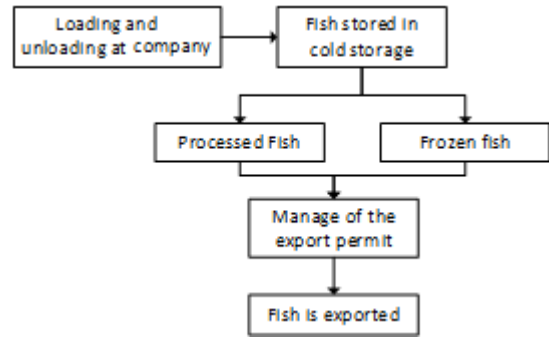 Loading and
unloading at company
Fish stored in
cold storage
Processed Fish
Frozen fish
Manage of the
export permit
Fish is exported